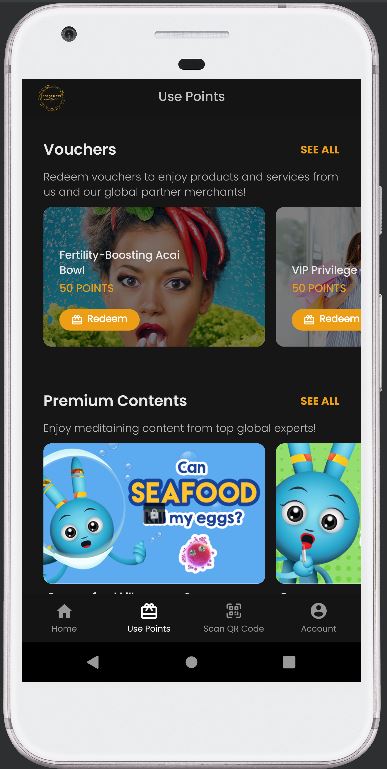 Use Points
Vouchers
SEE ALL
Redeem vouchers to enjoy products and services from
us and our global partner merchants!
Fertility-Boosting Acai
Bowl
50 POINTS
Redeem
VIP Privilege
50 POINTS
Redeem
Premium Contents
SEE ALL
Enjoy meditaining content from top global experts!
Can
SEAFOOD
my eggs?
Home
Use Points
Scan QR Code
Account